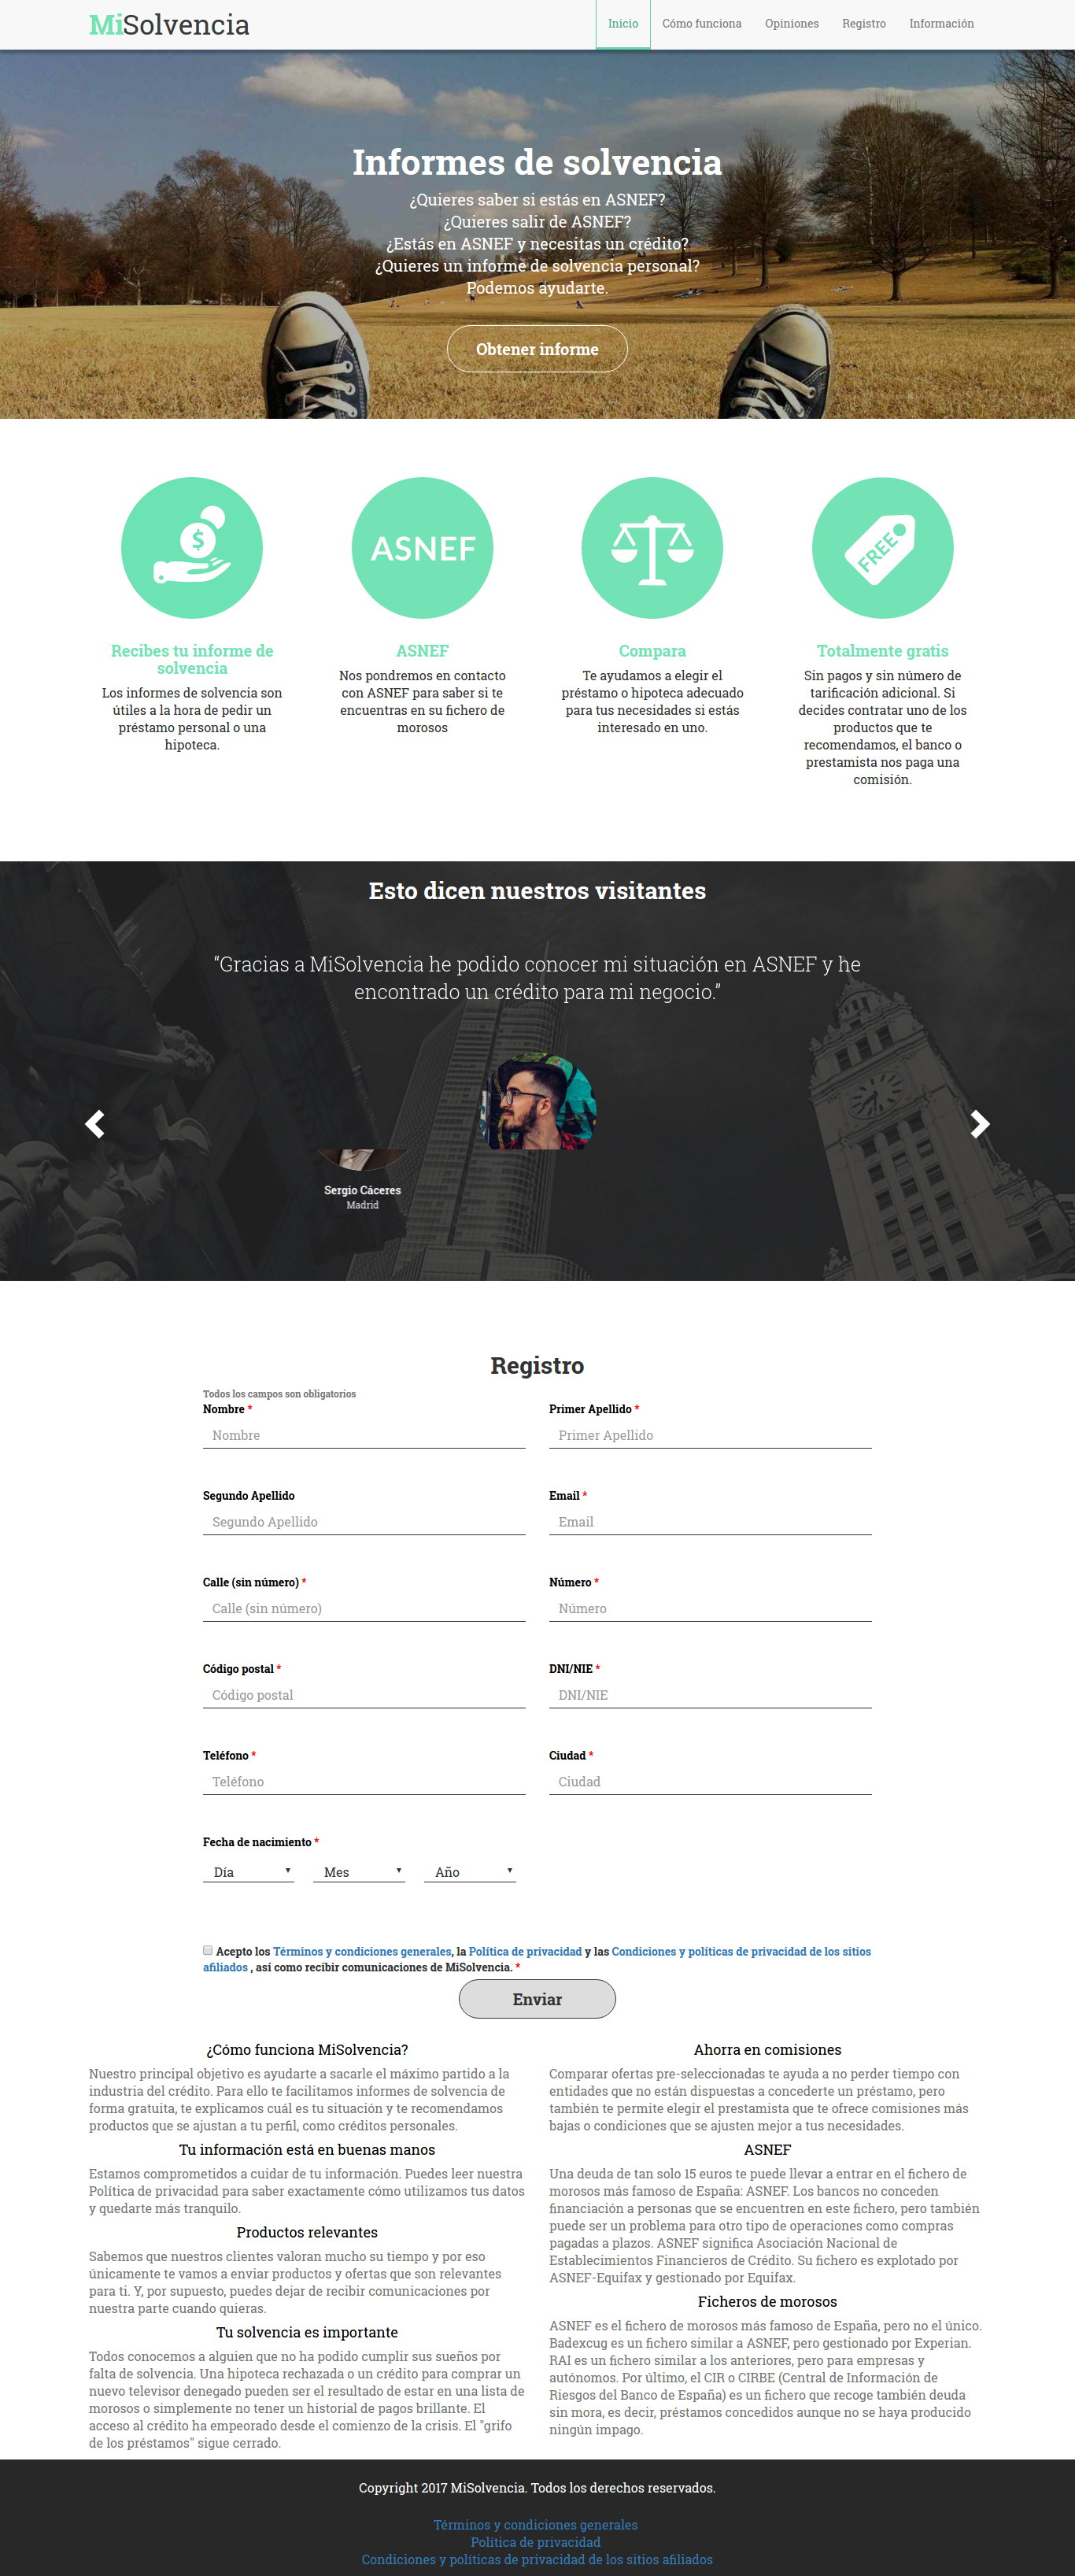 MiSolvencia
Inicio
Cómo funciona
Opiniones
Registro
Información
Informes de solvencia
¿Quieres saber si estás en ASNEF?
¿Quieres salir de ASNEF?
¿Estás en ASNEF y necesitas un crédito?
¿Quieres un informe de solvencia personal?
Podemos ayudarte.
Obtener informe
$
ASNEF
FREE
Recibes tu informe de
solvencia
Los informes de solvencia son
útiles a la hora de pedir un
préstamo personal o una
hipoteca.
ASNEF
Nos pondremos en contacto
con ASNEF para saber si te
encuentras en su fichero de
morosos
Compara
Te ayudamos a elegir el
préstamo o hipoteca adecuado
para tus necesidades si estás
interesado en uno.
Totalmente gratis
Sin pagos y sin número de
tarificación adicional. Si
decides contratar uno de los
productos que te
recomendamos, el banco o
prestamista nos paga una
comisión.
Esto dicen nuestros visitantes
“Gracias a MiSolvencia he podido conocer mi situación en ASNEF y he
encontrado un crédito para mi negocio.”
Sergio Cáceres
Madrid
Registro
Todos los campos son obligatorios
Nombre *
Nombre
Primer Apellido *
Primer Apellido
Segundo Apellido
Segundo Apellido
Email *
Email
Calle (sin número) *
Calle (sin número)
Número *
Número
Código postal *
Código postal
DNI/NIE *
DNI/NIE
Teléfono *
Teléfono
Ciudad *
Ciudad
Fecha de nacimiento *
Día
Mes
Año
Acepto los Términos y condiciones generales, la Política de privacidad y las Condiciones y políticas de privacidad de los sitios
afiliados , así como recibir comunicaciones de MiSolvencia. *
Enviar
¿Cómo funciona MiSolvencia?
Nuestro principal objetivo es ayudarte a sacarle el máximo partido a la
industria del crédito. Para ello te facilitamos informes de solvencia de
forma gratuita, te explicamos cuál es tu situación y te recomendamos
productos que se ajustan a tu perfil, como créditos personales.
Tu información está en buenas manos
Estamos comprometidos a cuidar de tu información. Puedes leer nuestra
Política de privacidad para saber exactamente cómo utilizamos tus datos
y quedarte más tranquilo.
Productos relevantes
Sabemos que nuestros clientes valoran mucho su tiempo y por eso
únicamente te vamos a enviar productos y ofertas que son relevantes
para ti. Y, por supuesto, puedes dejar de recibir comunicaciones por
nuestra parte cuando quieras.
Tu solvencia es importante
Todos conocemos a alguien que no ha podido cumplir sus sueños por
falta de solvencia. Una hipoteca rechazada o un crédito para comprar un
nuevo televisor denegado pueden ser el resultado de estar en una lista de
morosos o simplemente no tener un historial de pagos brillante. El
acceso al crédito ha empeorado desde el comienzo de la crisis. El "grifo
de los préstamos" sigue cerrado.
Ahorra en comisiones
Comparar ofertas pre-seleccionadas te ayuda a no perder tiempo con
entidades que no están dispuestas a concederte un préstamo, pero
también te permite elegir el prestamista que te ofrece comisiones más
bajas o condiciones que se ajusten mejor a tus necesidades.
ASNEF
Una deuda de tan solo 15 euros te puede llevar a entrar en el fichero de
morosos más famoso de España: ASNEF. Los bancos no conceden
financiación a personas que se encuentren en este fichero, pero también
puede ser un problema para otro tipo de operaciones como compras
pagadas a plazos. ASNEF significa Asociación Nacional de
Establecimientos Financieros de Crédito. Su fichero es explotado por
ASNEF-Equifax y gestionado por Equifax.
Ficheros de morosos
ASNEF es el fichero de morosos más famoso de España, pero no el único.
Badexcug es un fichero similar a ASNEF, pero gestionado por Experian.
RAI es un fichero similar a los anteriores, pero para empresas y
autónomos. Por último, el CIR o CIRBE (Central de Información de
Riesgos del Banco de España) es un fichero que recoge también deuda
sin mora, es decir, préstamos concedidos aunque no se haya producido
ningún impago.
Copyright 2017 MiSolvencia. Todos los derechos reservados.
Términos y condiciones generales
Política de privacidad
Condiciones y políticas de privacidad de los sitios afiliados